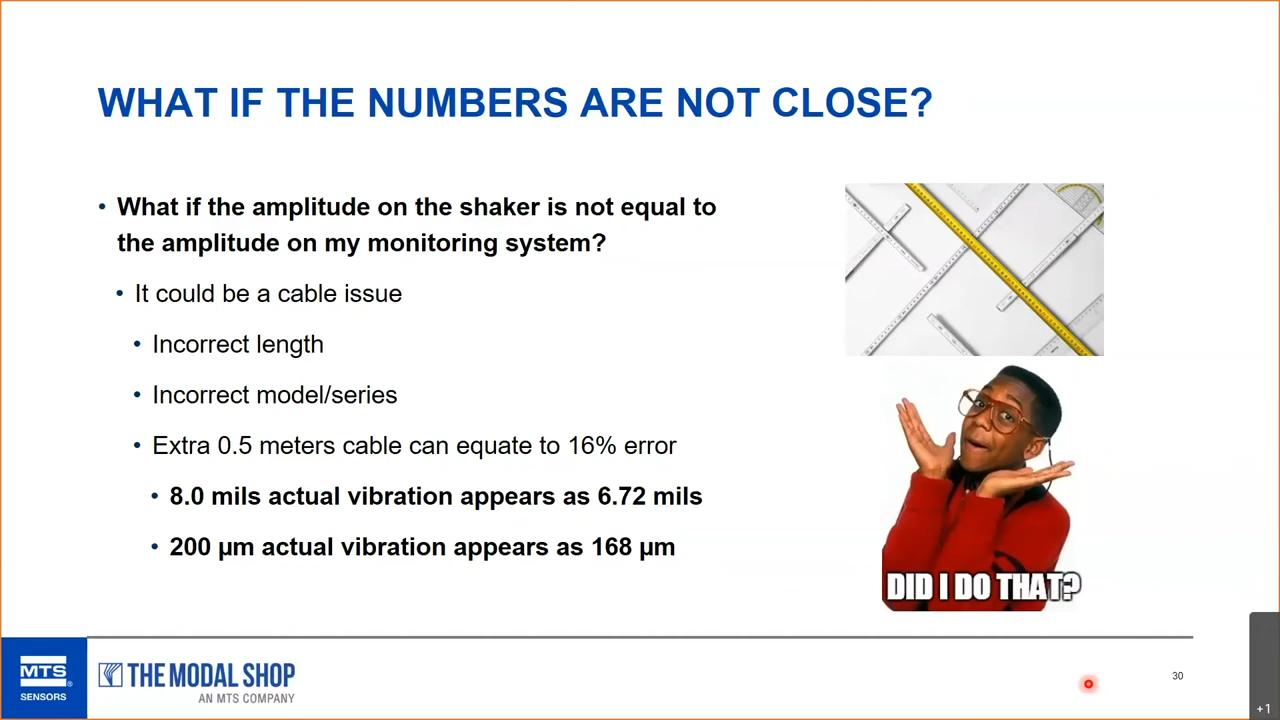 WHAT IF THE NUMBERS ARE NOT CLOSE?
• What if the amplitude on the shaker is not equal to
the amplitude on my monitoring system?
• It could be a cable issue
• Incorrect length
• Incorrect model/series
• Extra 0.5 meters cable can equate to 16% error
• 8.0 mils actual vibration appears as 6.72 mils
• 200 µm actual vibration appears as 168 µm
DID I DO THAT?
MTS®
SENSORS
THE MODAL SHOP
AN MTS COMPANY
30
+1